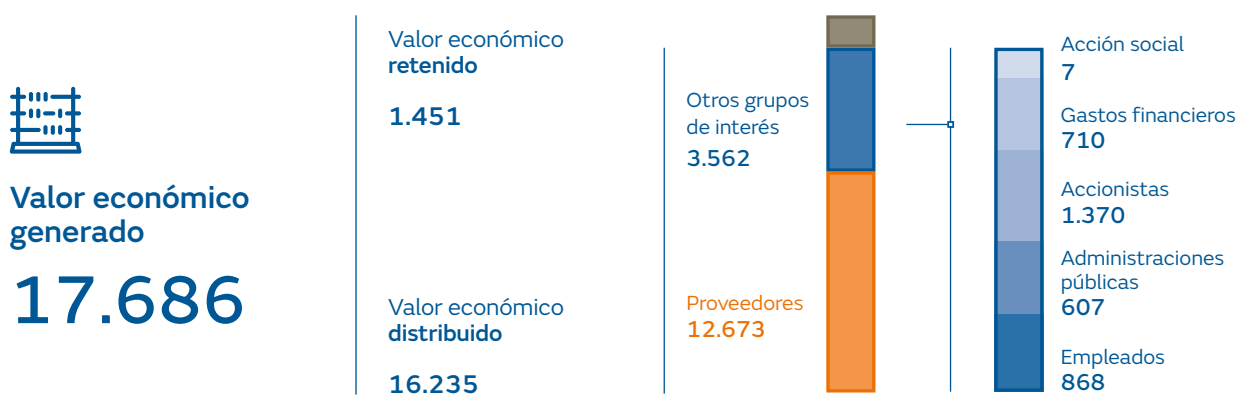 Valor económico
generado
17.686
Valor económico
retenido
1.451
Valor económico
distribuido
16.235
Otros grupos
de interés
3.562
Proveedores
12.673
Acción social
7
Gastos financieros
710
Accionistas
1.370
Administraciones
públicas
607
Empleados
868